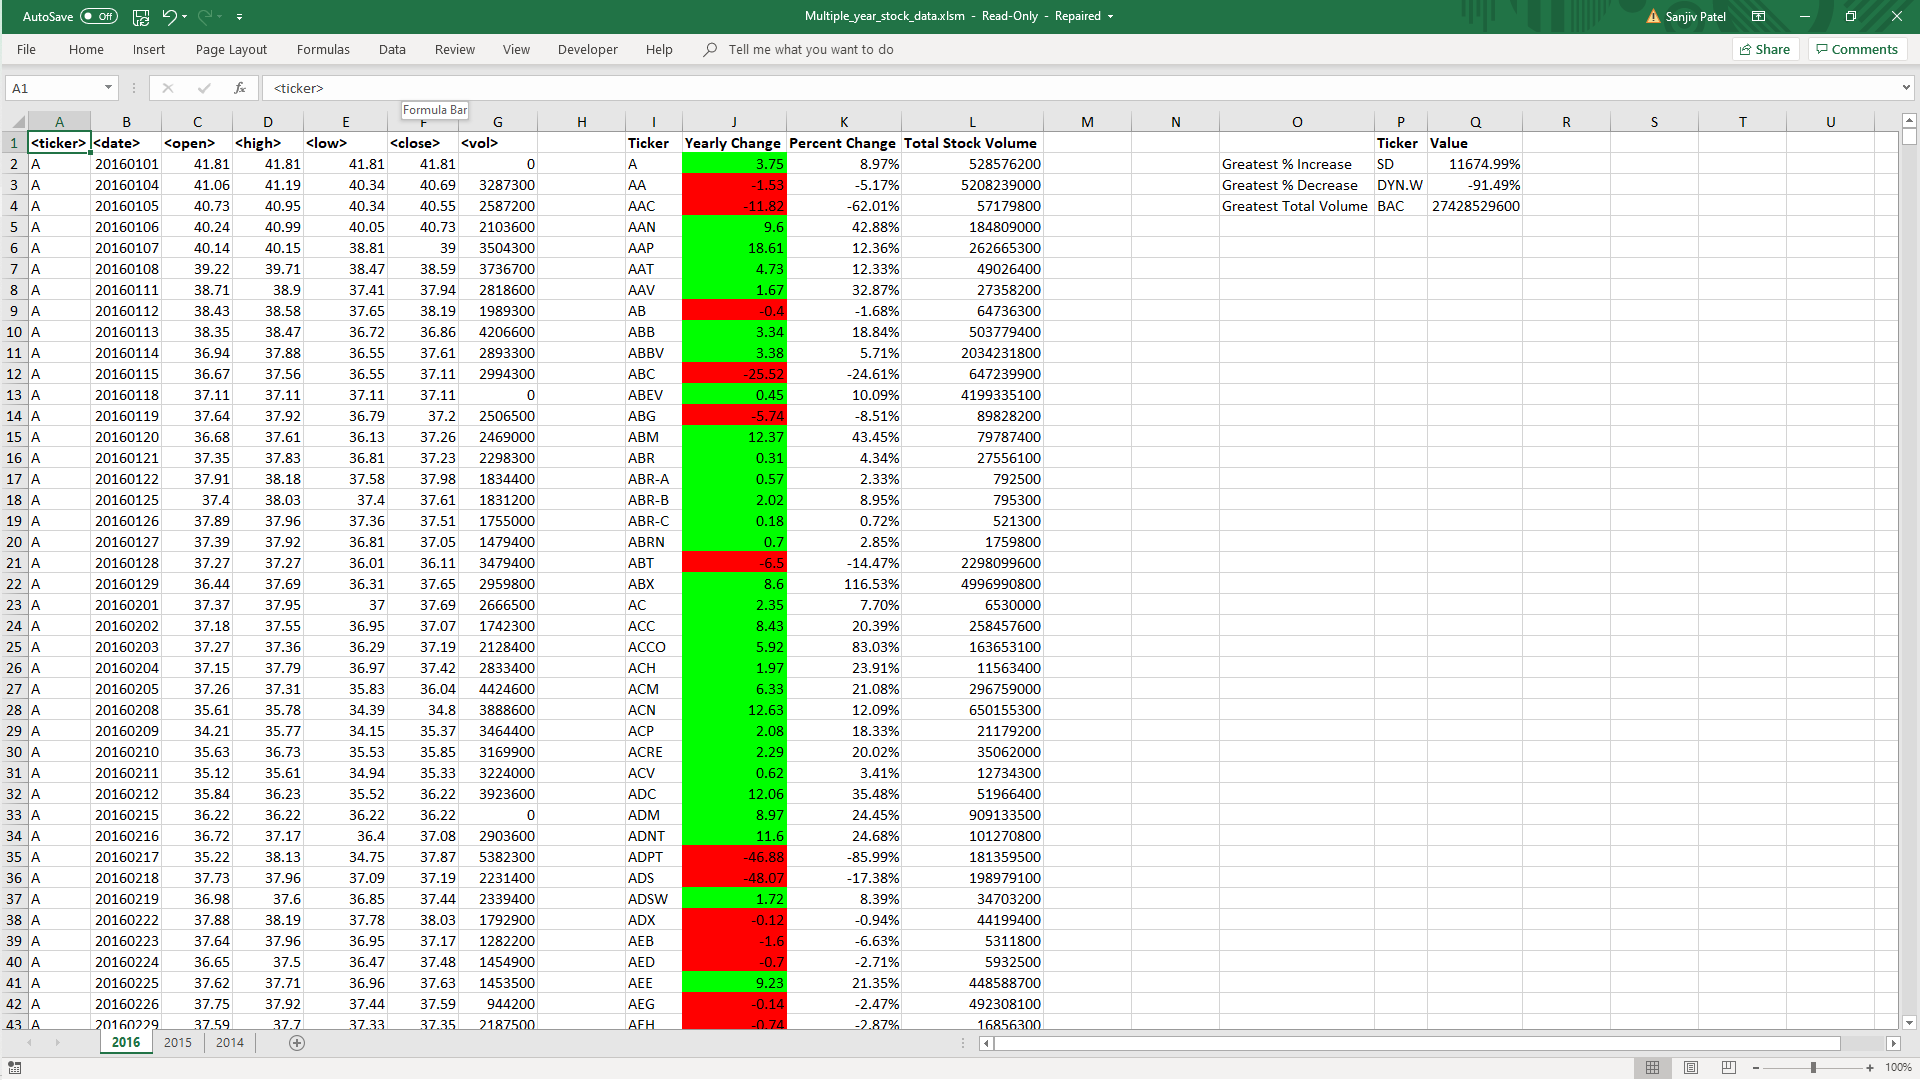 AutoSave Off Multiple_year_stock_data.xlsm - Read-Only - Repaired Sanjiv Patel
File Home Insert Page Layout Formulas Data Review View Developer Help Tell me what you want to do Share Comments
A1 fx <ticker>
Formula Bar
A B C D E F G H I J K L M N O P Q R S T U
1 <ticker> <date> <open> <high> <low> <close> <vol> Ticker Yearly Change Percent Change Total Stock Volume Ticker Value
2 A 20160101 41.81 41.81 41.81 41.81 0 A 3.75 8.97% 528576200 Greatest % Increase SD 11674.99%
3 A 20160104 41.06 41.19 40.34 40.69 3287300 AA -1.53 -5.17% 5208239000 Greatest % Decrease DYN.W -91.49%
4 A 20160105 40.73 40.95 40.34 40.55 2587200 AAC -11.82 -62.01% 57179800 Greatest Total Volume BAC 27428529600
5 A 20160106 40.24 40.99 40.05 40.73 2103600 AAN 9.6 42.88% 184809000
6 A 20160107 40.14 40.15 38.81 39 3504300 AAP 18.61 12.36% 262665300
7 A 20160108 39.22 39.71 38.47 38.59 3736700 AAT 4.73 12.33% 49026400
8 A 20160111 38.71 38.9 37.41 37.94 2818600 AAV 1.67 32.87% 27358200
9 A 20160112 38.43 38.58 37.65 38.19 1989300 AB -0.4 -1.68% 64736300
10 A 20160113 38.35 38.47 36.72 36.86 4206600 ABB 3.34 18.84% 503779400
11 A 20160114 36.94 37.88 36.55 37.61 2893300 ABBV 3.38 5.71% 2034231800
12 A 20160115 36.67 37.56 36.55 37.11 2994300 ABC -25.52 -24.61% 647239900
13 A 20160118 37.11 37.11 37.11 37.11 0 ABEV 0.45 10.09% 4199335100
14 A 20160119 37.64 37.92 36.79 37.2 2506500 ABG -5.74 -8.51% 89828200
15 A 20160120 36.68 37.61 36.13 37.26 2469000 ABM 12.37 43.45% 79787400
16 A 20160121 37.35 37.83 36.81 37.23 2298300 ABR 0.31 4.34% 27556100
17 A 20160122 37.91 38.18 37.58 37.98 1834400 ABR-A 0.57 2.33% 792500
18 A 20160125 37.4 38.03 37.4 37.61 1831200 ABR-B 2.02 8.95% 795300
19 A 20160126 37.89 37.96 37.36 37.51 1755000 ABR-C 0.18 0.72% 521300
20 A 20160127 37.39 37.92 36.81 37.05 1479400 ABRN 0.7 2.85% 1759800
21 A 20160128 37.27 37.27 36.01 36.11 3479400 ABT -6.5 -14.47% 2298099600
22 A 20160129 36.44 37.69 36.31 37.65 2959800 ABX 8.6 116.53% 4996990800
23 A 20160201 37.37 37.95 37 37.69 2666500 AC 2.35 7.70% 6530000
24 A 20160202 37.18 37.55 36.95 37.07 1742300 ACC 8.43 20.39% 258457600
25 A 20160203 37.27 37.36 36.29 37.19 2128400 ACCO 5.92 83.03% 163653100
26 A 20160204 37.15 37.79 36.97 37.42 2833400 ACH 1.97 23.91% 11563400
27 A 20160205 37.26 37.31 35.83 36.04 4424600 ACM 6.33 21.08% 296759000
28 A 20160208 35.61 35.78 34.39 34.8 3888600 ACN 12.63 12.09% 650155300
29 A 20160209 34.21 35.77 34.15 35.37 3464400 ACP 2.08 18.33% 21179200
30 A 20160210 35.63 36.73 35.53 35.85 3169900 ACRE 2.29 20.02% 35062000
31 A 20160211 35.12 35.61 34.94 35.33 3224000 ACV 0.62 3.41% 12734300
32 A 20160212 35.84 36.23 35.52 36.22 3923600 ADC 12.06 35.48% 51966400
33 A 20160215 36.22 36.22 36.22 36.22 0 ADM 8.97 24.45% 909133500
34 A 20160216 36.72 37.17 36.4 37.08 2903600 ADNT 11.6 24.68% 101270800
35 A 20160217 35.22 38.13 34.75 37.87 5382300 ADPT -46.88 -85.99% 181359500
36 A 20160218 37.73 37.96 37.09 37.19 2231400 ADS -48.07 -17.38% 198979100
37 A 20160219 36.98 37.6 36.85 37.44 2339400 ADSW 1.72 8.39% 34703200
38 A 20160222 37.88 38.19 37.78 38.03 1792900 ADX -0.12 -0.94% 44199400
39 A 20160223 37.64 37.96 36.95 37.17 1282200 AEB -1.6 -6.63% 5311800
40 A 20160224 36.65 37.5 36.47 37.48 1454900 AED -0.7 -2.71% 5932500
41 A 20160225 37.62 37.71 36.96 37.63 1453500 AEE 9.23 21.35% 448588700
42 A 20160226 37.75 37.92 37.44 37.59 944200 AEG -0.14 -2.47% 492308100
43 A 20160229 37.59 37.7 37.33 37.35 2187500 AEH -0.74 -2.87% 16856300
2016 2015 2014
100%